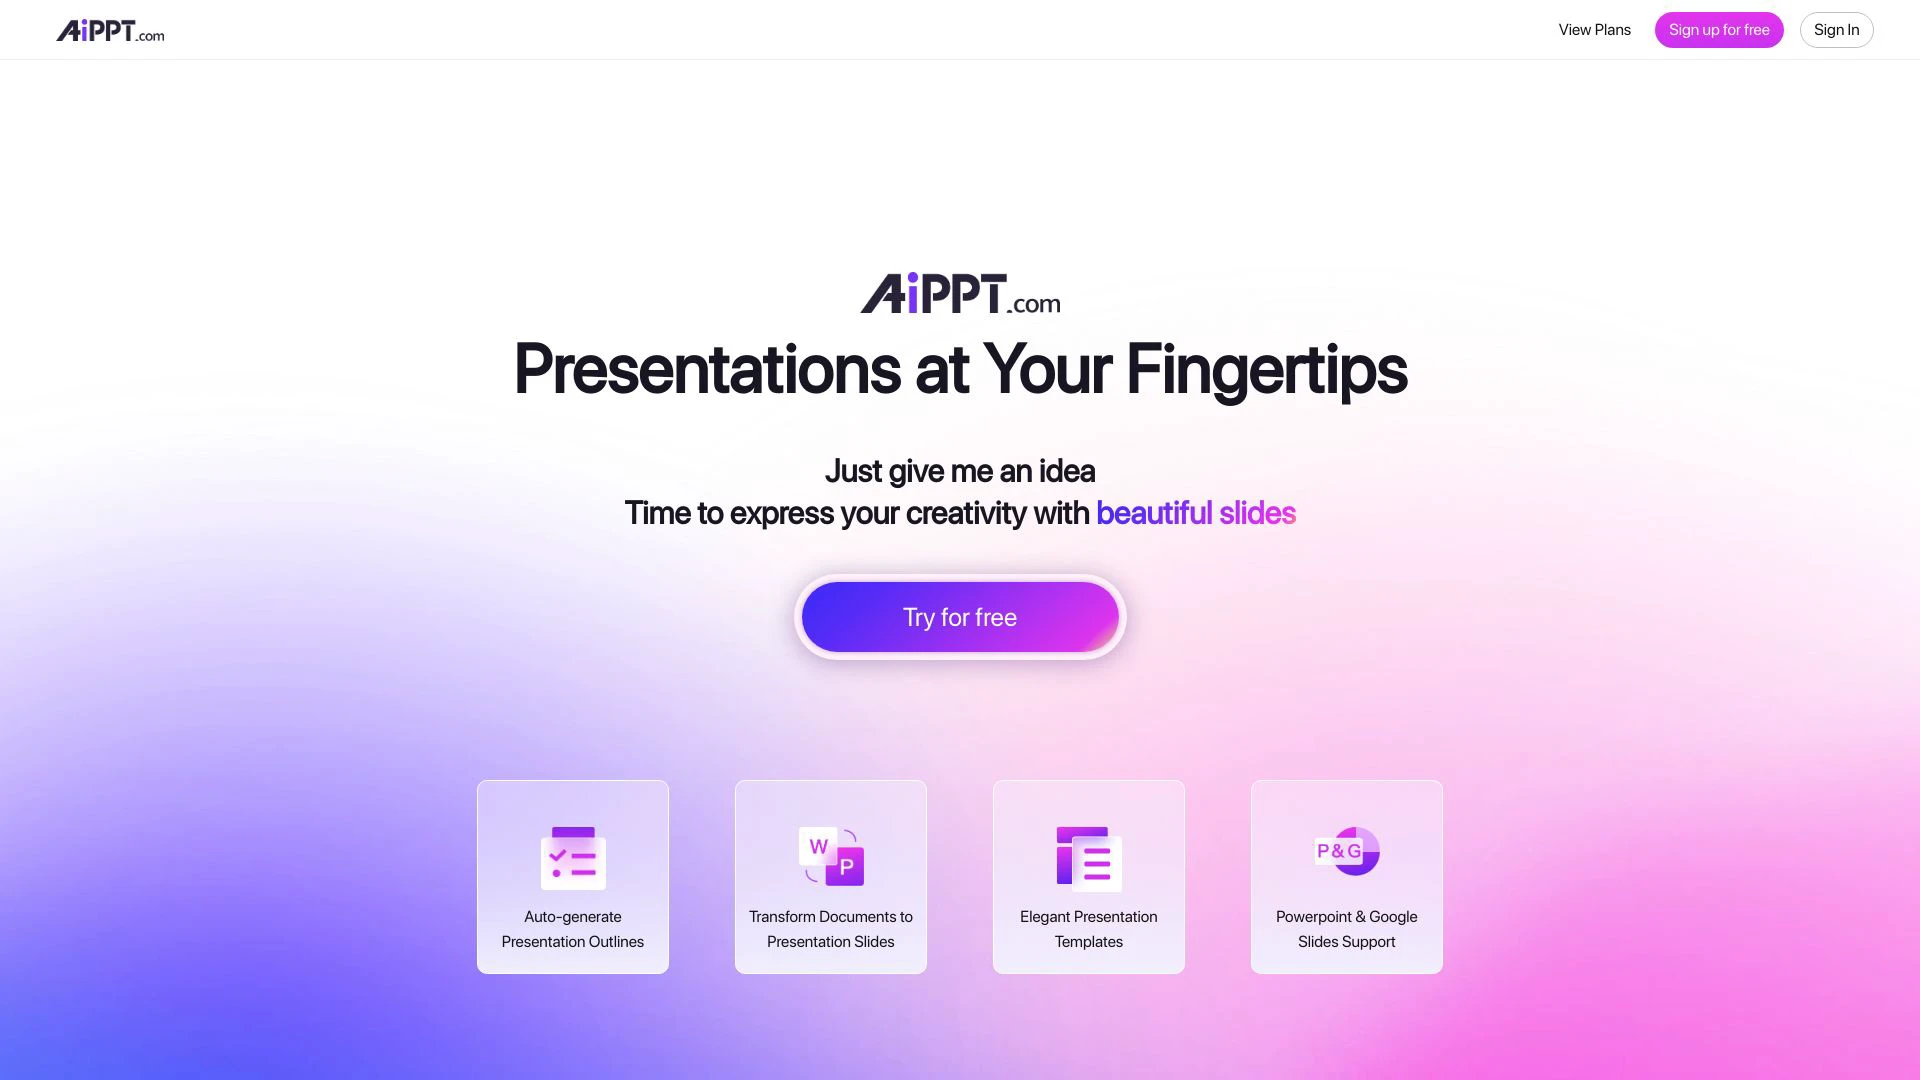 AiPPT.com
View Plans
Sign up for free
Sign In
AiPPT.com
Presentations at Your Fingertips
Just give me an idea
Time to express your creativity with beautiful slides
Try for free
W
P
P & G
Auto-generate
Presentation Outlines
Transform Documents to
Presentation Slides
Elegant Presentation
Templates
Powerpoint & Google
Slides Support